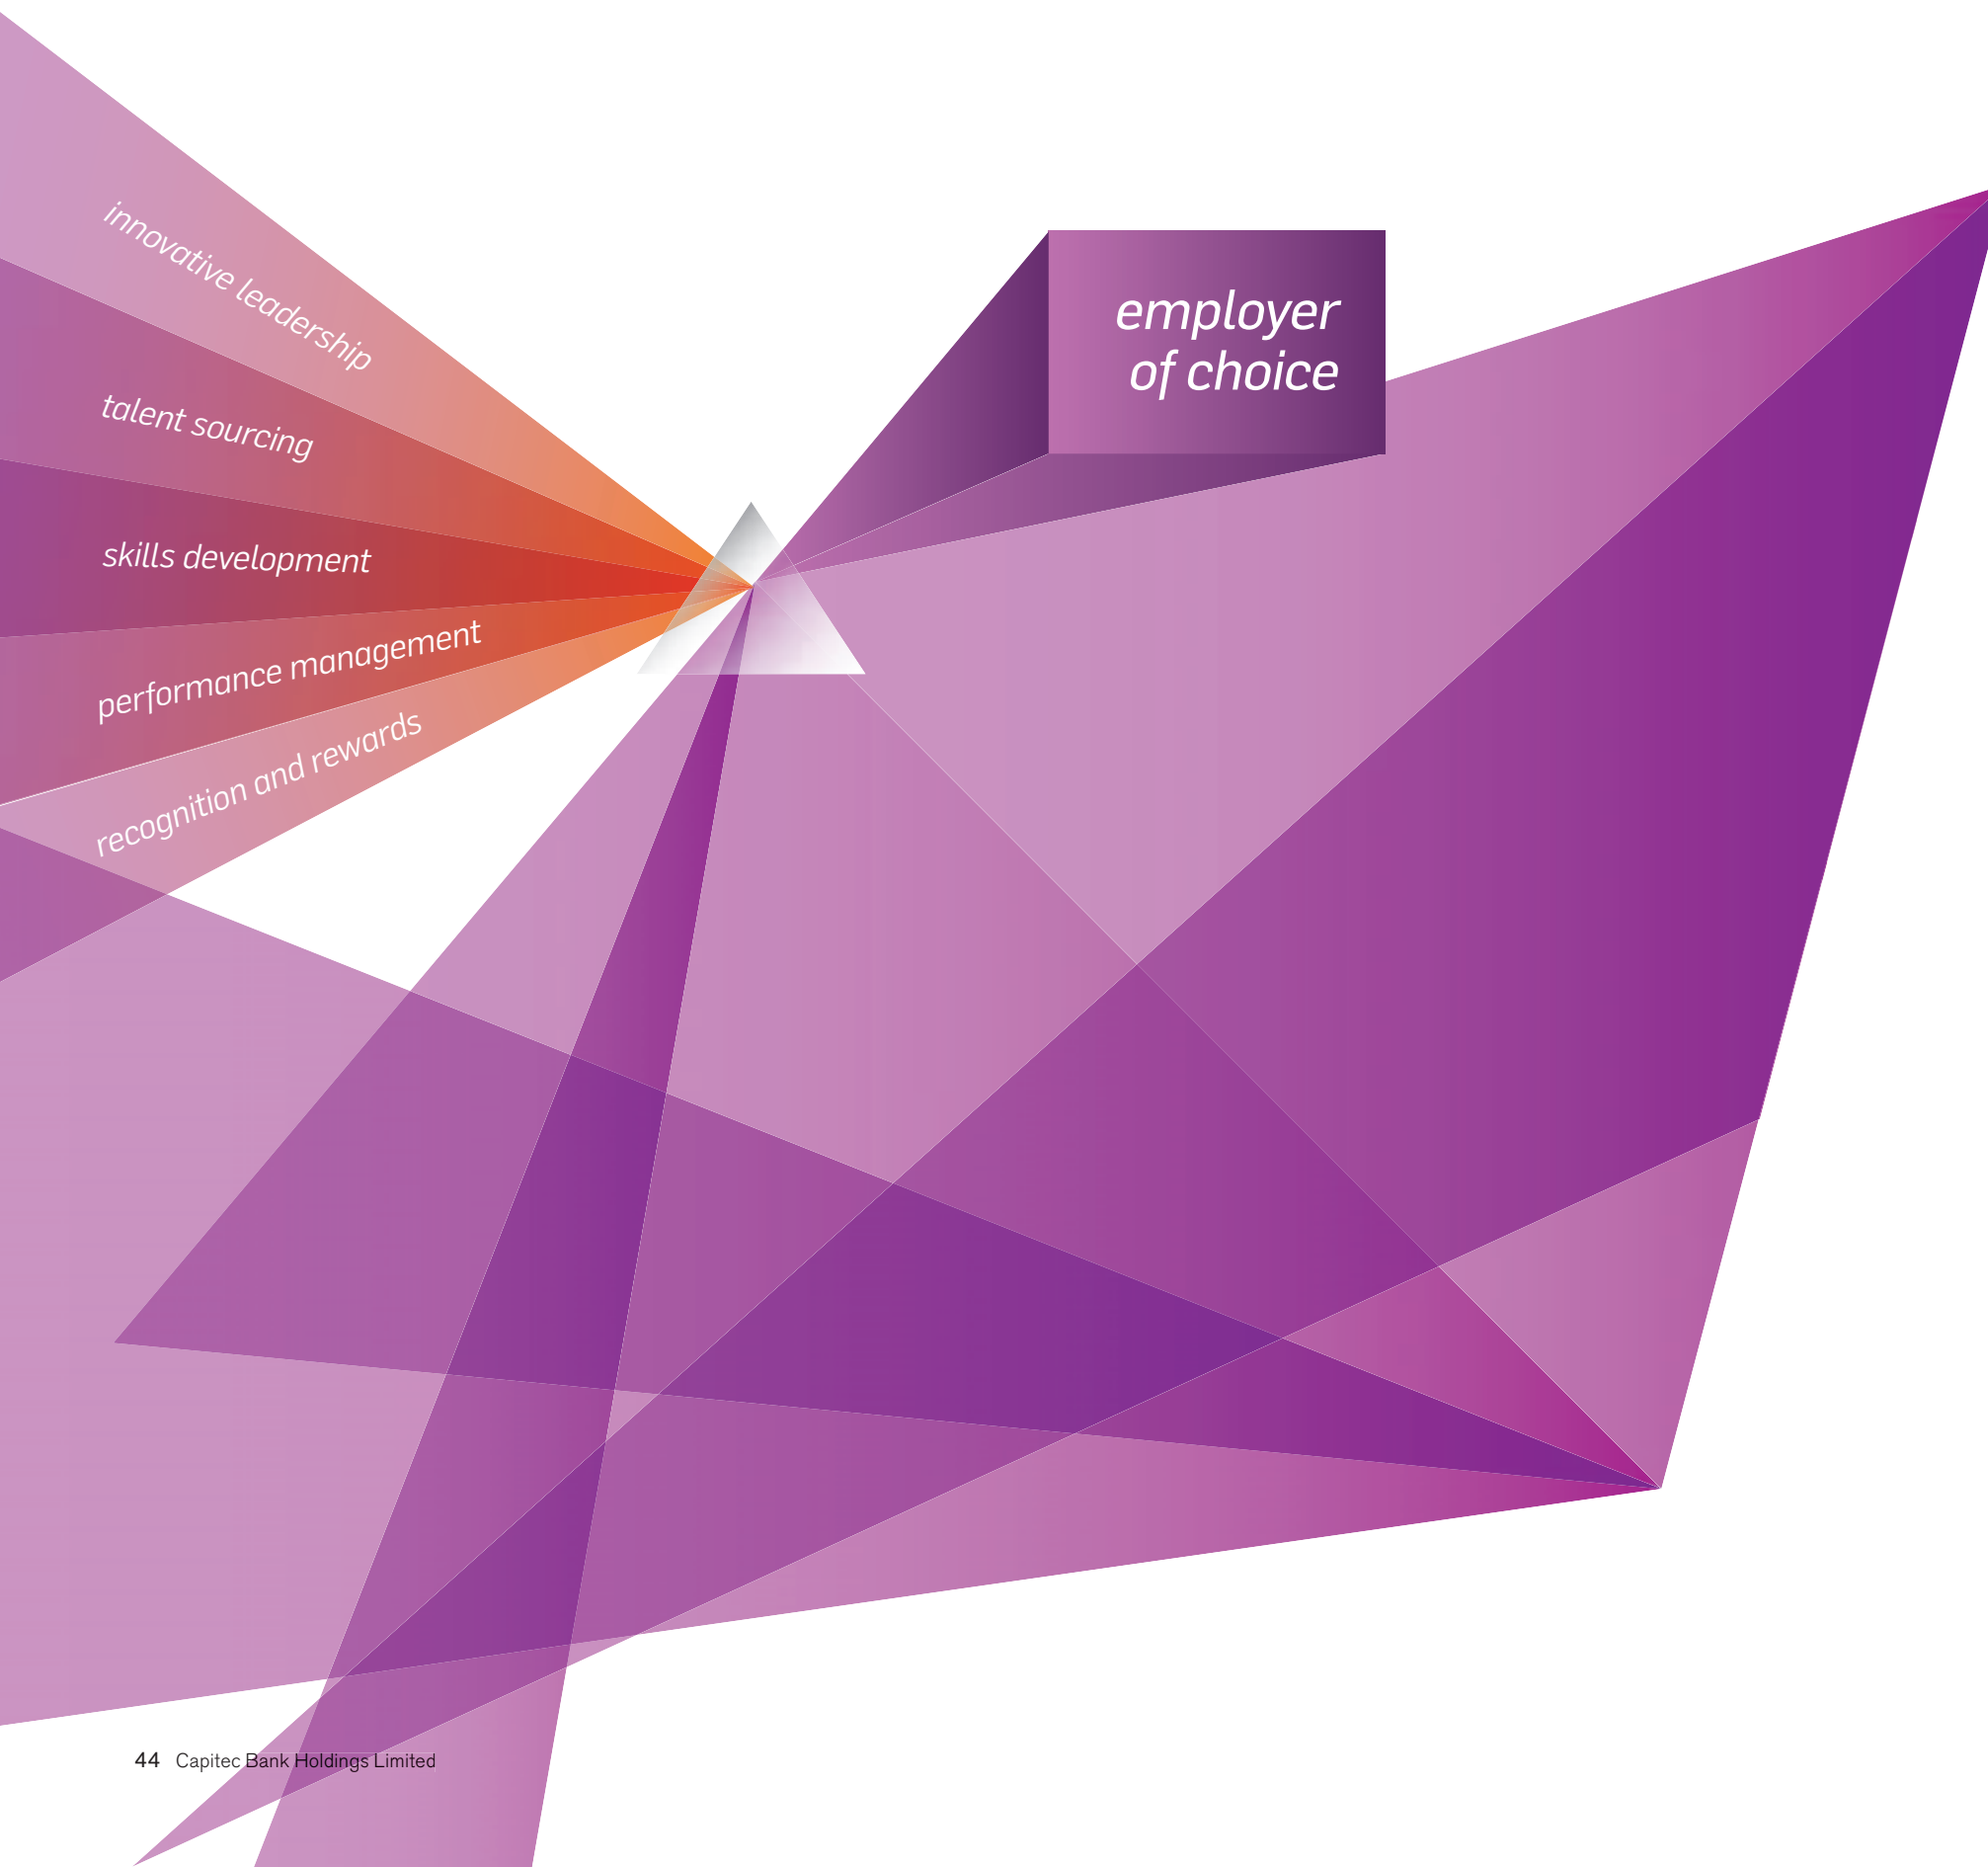 innovative leadership
talent sourcing
skills development
performance management
recognition and rewards
employer
of choice
44 Capitec Bank Holdings Limited